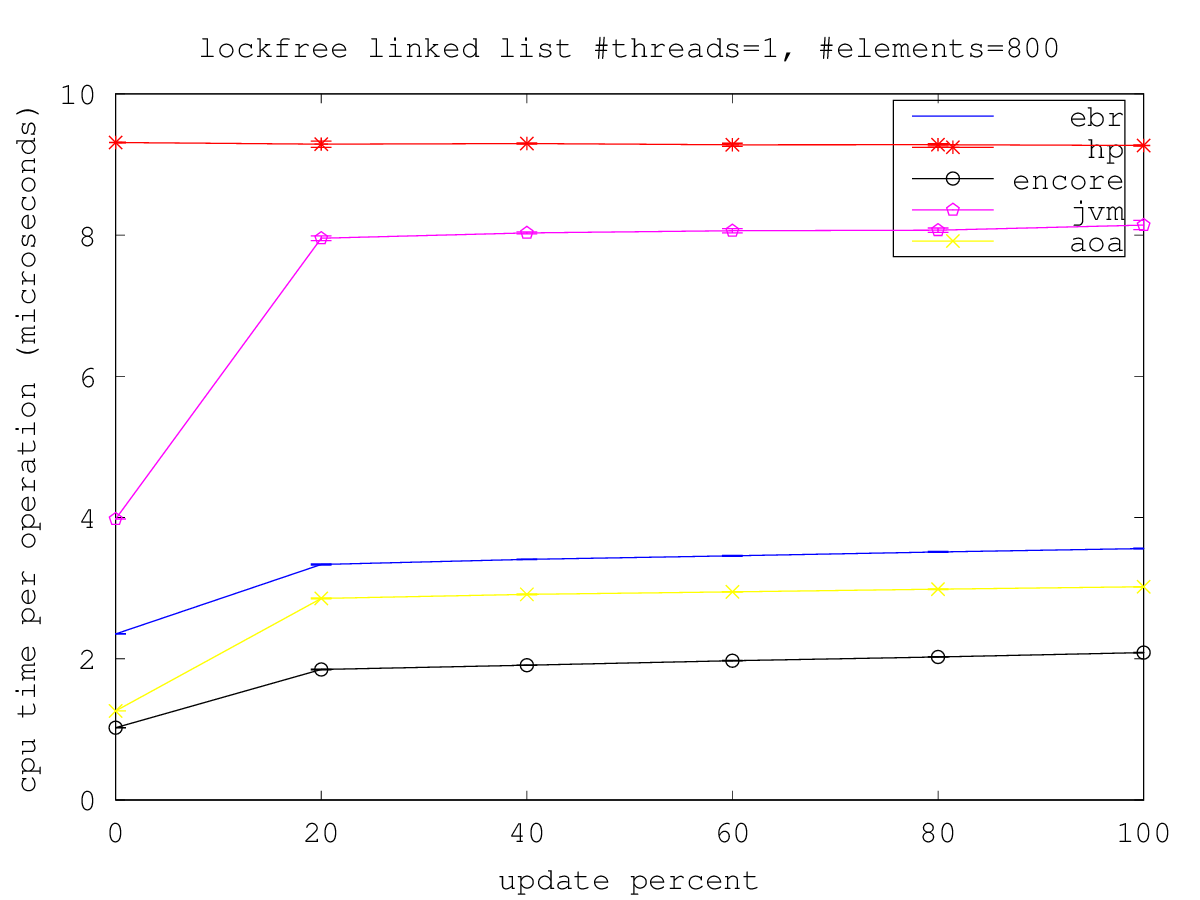 lockfree linked list #threads=1, #elements=800
cpu time per operation (microseconds)
10
8
6
4
2
0
ebr
hp
encore
jvm
aoa
0 20 40 60 80 100
update percent